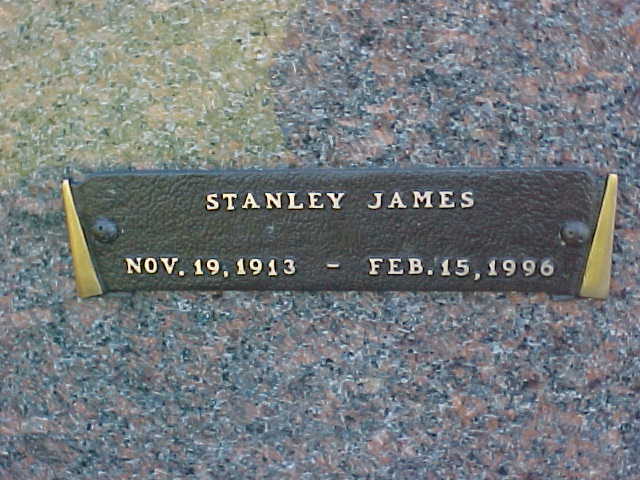 STANLEY JAMES
NOV. 19, 1913 - FEB. 15, 1996